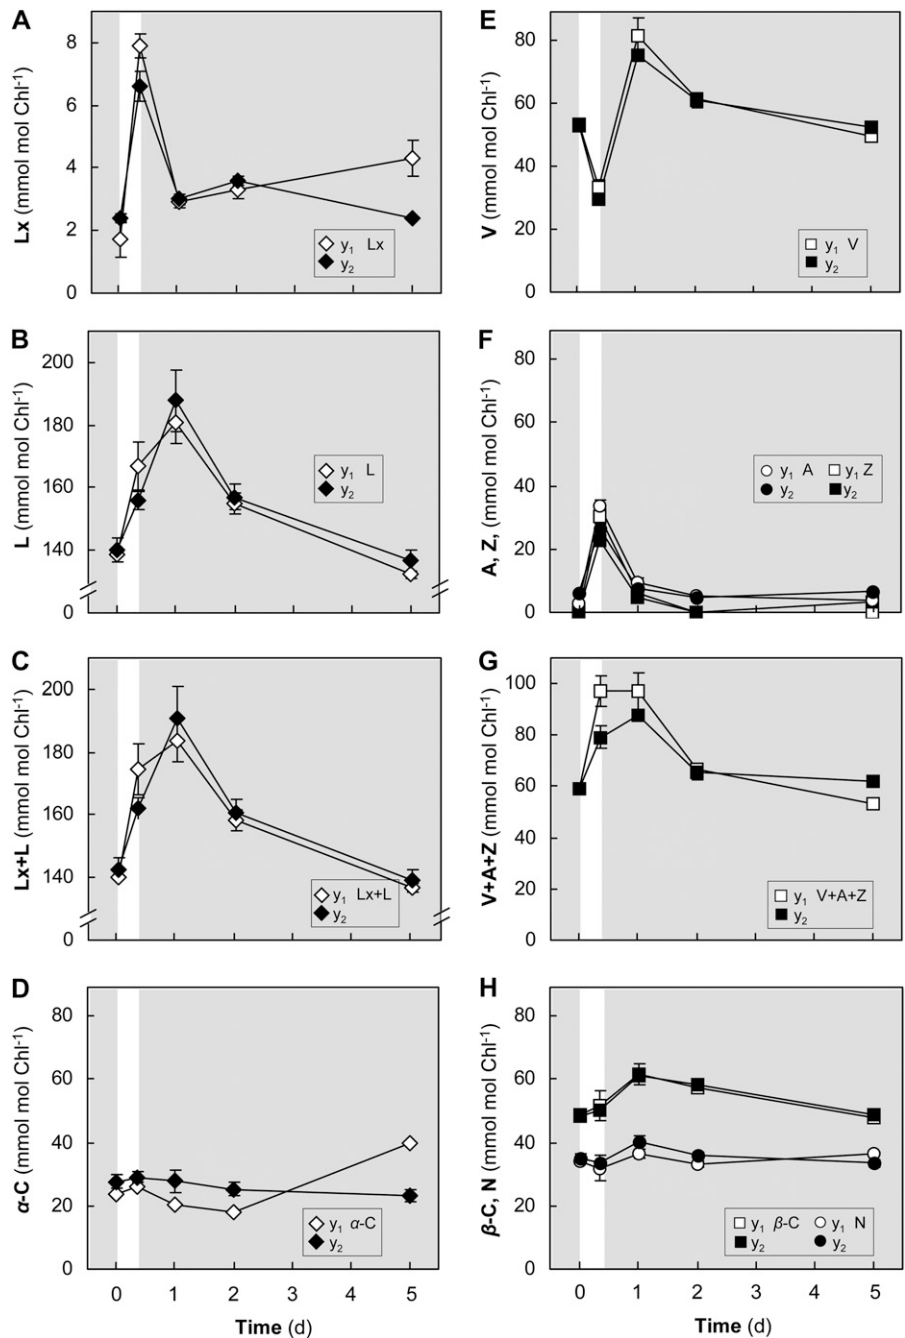 A
Lx (mmol mol Chl⁻¹)
8
6
4
2
0
y₁ Lx
y₂
B
L (mmol mol Chl⁻¹)
200
180
160
140
0
y₁ L
y₂
C
Lx+L (mmol mol Chl⁻¹)
200
180
160
140
0
y₁ Lx+L
y₂
D
α-C (mmol mol Chl⁻¹)
80
60
40
20
0
y₁ α-C
y₂
0 1 2 3 4 5
Time (d)
E
V (mmol mol Chl⁻¹)
80
60
40
20
0
y₁ V
y₂
F
A, Z, (mmol mol Chl⁻¹)
80
60
40
20
0
y₁ A y₁ Z
y₂ y₂
G
V+A+Z (mmol mol Chl⁻¹)
100
80
60
40
20
0
y₁ V+A+Z
y₂
H
β-C, N (mmol mol Chl⁻¹)
80
60
40
20
0
y₁ β-C y₁ N
y₂ y₂
0 1 2 3 4 5
Time (d)